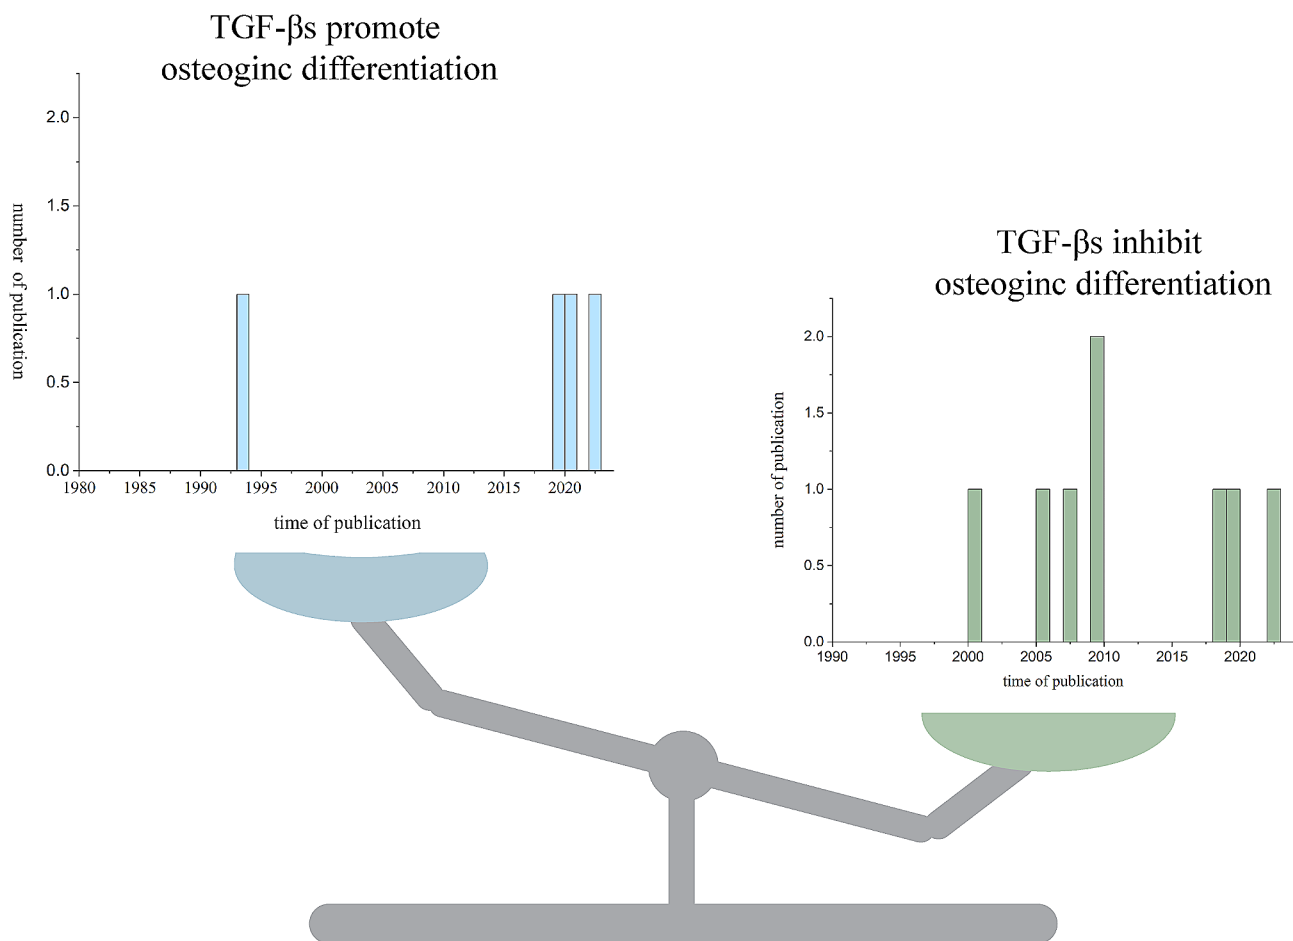 TGF-βs promote
osteoginc differentiation
2.0
1.5
1.0
0.5
0.0
number of publication
1980 1985 1990 1995 2000 2005 2010 2015 2020
time of publication
TGF-βs inhibit
osteoginc differentiation
2.0
1.5
1.0
0.5
0.0
number of publication
1990 1995 2000 2005 2010 2015 2020
time of publication